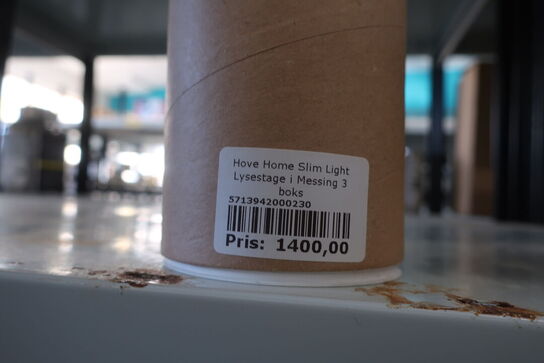 Hove Home Slim Light
Lysestage i Messing 3
boks
5713942000230
Pris: 1400,00